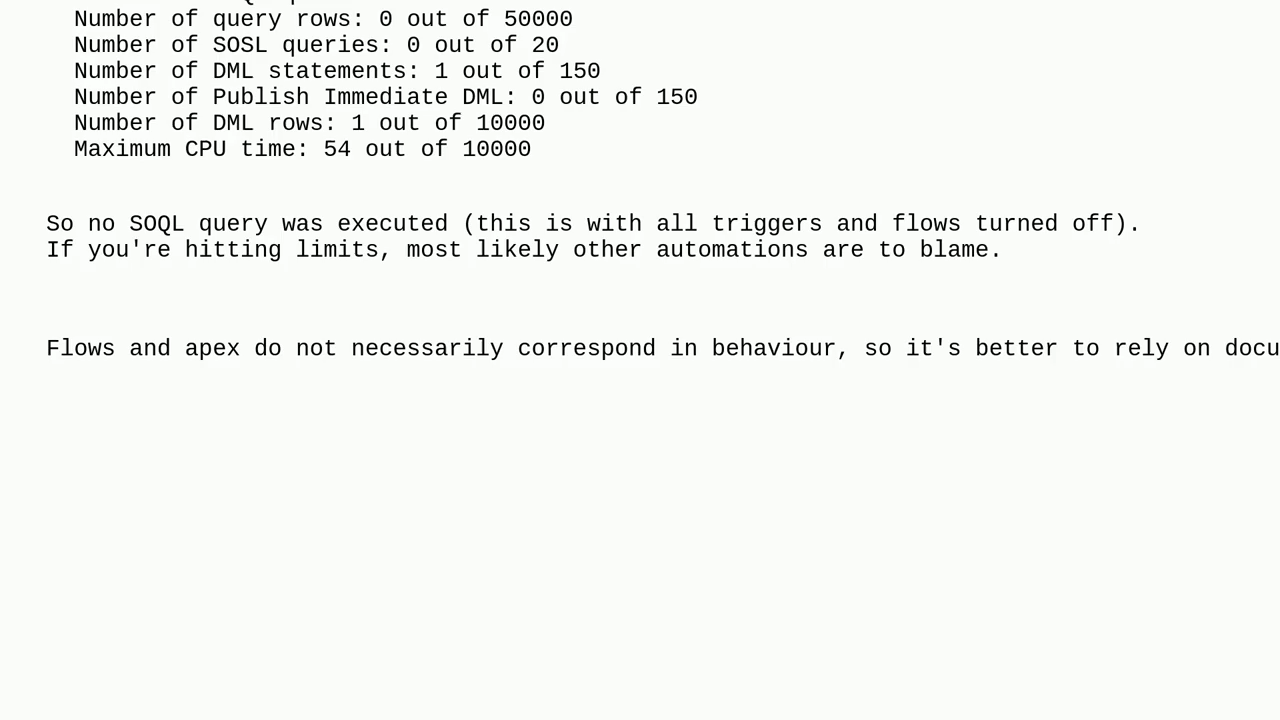 Number of query rows: 0 out of 50000
Number of SOSL queries: 0 out of 20
Number of DML statements: 1 out of 150
Number of Publish Immediate DML: 0 out of 150
Number of DML rows: 1 out of 10000
Maximum CPU time: 54 out of 10000
So no SOQL query was executed (this is with all triggers and flows turned off).
If you're hitting limits, most likely other automations are to blame.
Flows and apex do not necessarily correspond in behaviour, so it's better to rely on docu